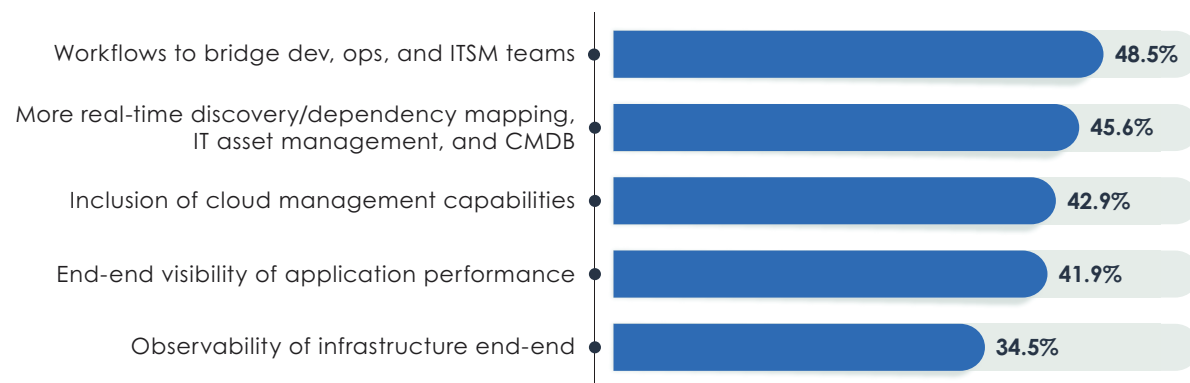 Workflows to bridge dev, ops, and ITSM teams
48.5%
More real-time discovery/dependency mapping,
IT asset management, and CMDB
45.6%
Inclusion of cloud management capabilities
42.9%
End-end visibility of application performance
41.9%
Observability of infrastructure end-end
34.5%